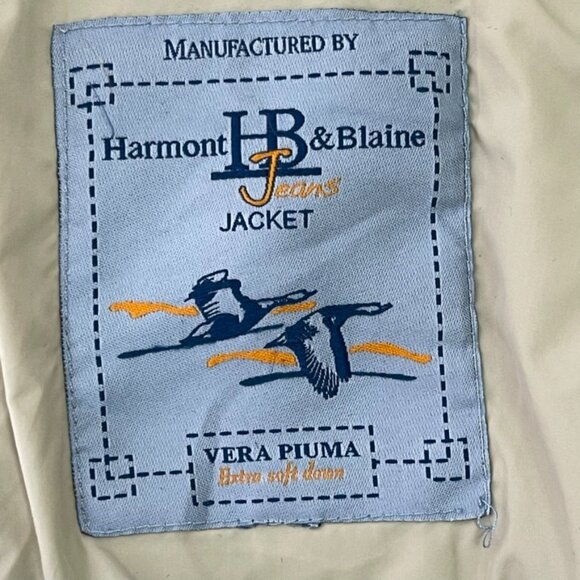 MANUFACTURED BY
Harmont HB & Blaine
Jeans
JACKET
VERA PIUMA
Extra soft down